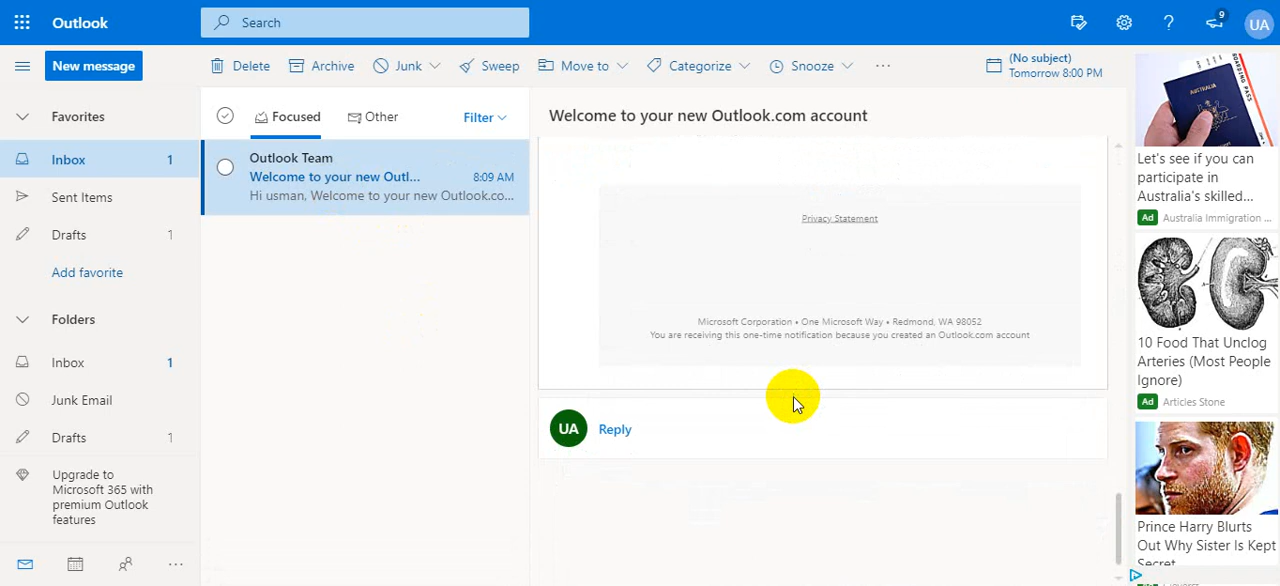 Outlook
Search
9
UA
New message
Delete
Archive
Junk
Sweep
Move to
Categorize
Snooze
(No subject)
Tomorrow 8:00 PM
Favorites
Inbox 1
Sent Items
Drafts 1
Add favorite
Folders
Inbox 1
Junk Email
Drafts 1
Upgrade to
Microsoft 365 with
premium Outlook
features
Focused
Other
Filter
Outlook Team
Welcome to your new Outl... 8:09 AM
Hi usman, Welcome to your new Outlook.co...
Welcome to your new Outlook.com account
Privacy Statement
Microsoft Corporation • One Microsoft Way • Redmond, WA 98052
You are receiving this one-time notification because you created an Outlook.com account
UA
Reply
AUSTRALIA
BOARDING PASS
Let's see if you can
participate in
Australia's skilled...
Ad Australia Immigration ...
10 Food That Unclog
Arteries (Most People
Ignore)
Ad Articles Stone
Prince Harry Blurts
Out Why Sister Is Kept
Secret